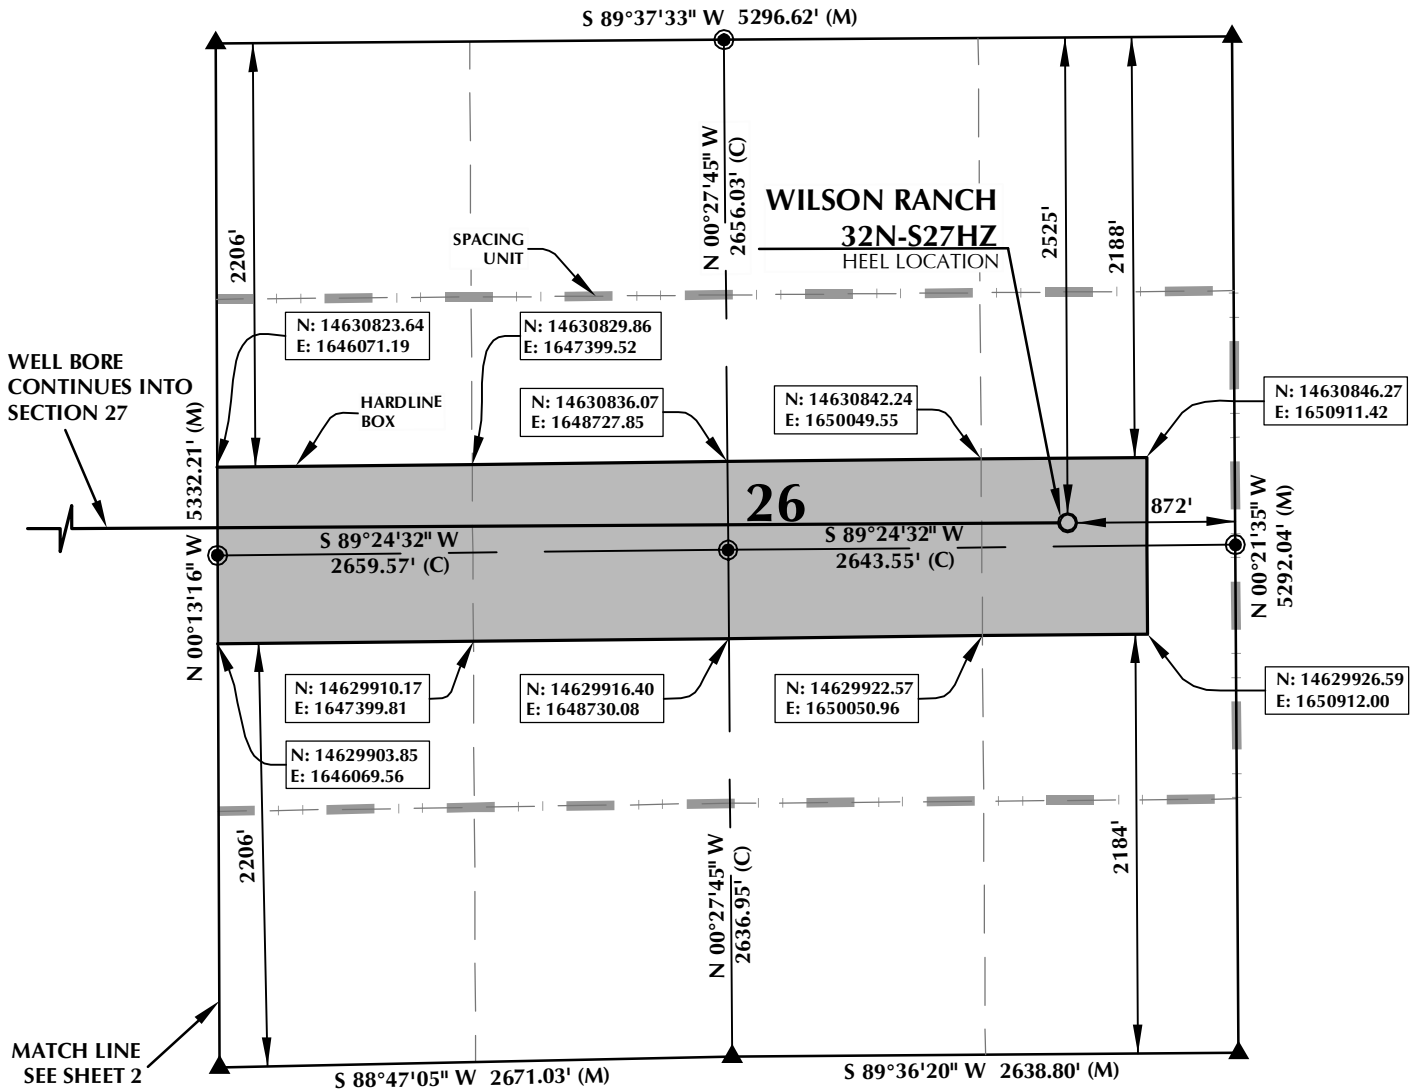 S 89°37'33" W 5296.62' (M)
N 00°27'45" W
2656.03' (C)
WILSON RANCH
32N-S27HZ
HEEL LOCATION
2525'
2188'
2206'
SPACING
UNIT
N: 14630823.64
E: 1646071.19
N: 14630829.86
E: 1647399.52
WELL BORE
CONTINUES INTO
SECTION 27
HARDLINE
BOX
N: 14630836.07
E: 1648727.85
N: 14630842.24
E: 1650049.55
N: 14630846.27
E: 1650911.42
N 00°13'16" W 5332.21' (M)
26
872'
S 89°24'32" W
2659.57' (C)
S 89°24'32" W
2643.55' (C)
N 00°21'35" W
5292.04' (M)
N: 14629910.17
E: 1647399.81
N: 14629916.40
E: 1648730.08
N: 14629922.57
E: 1650050.96
N: 14629926.59
E: 1650912.00
N: 14629903.85
E: 1646069.56
2206'
N 00°27'45" W
2636.95' (C)
2184'
MATCH LINE
SEE SHEET 2
S 88°47'05" W 2671.03' (M)
S 89°36'20" W 2638.80' (M)